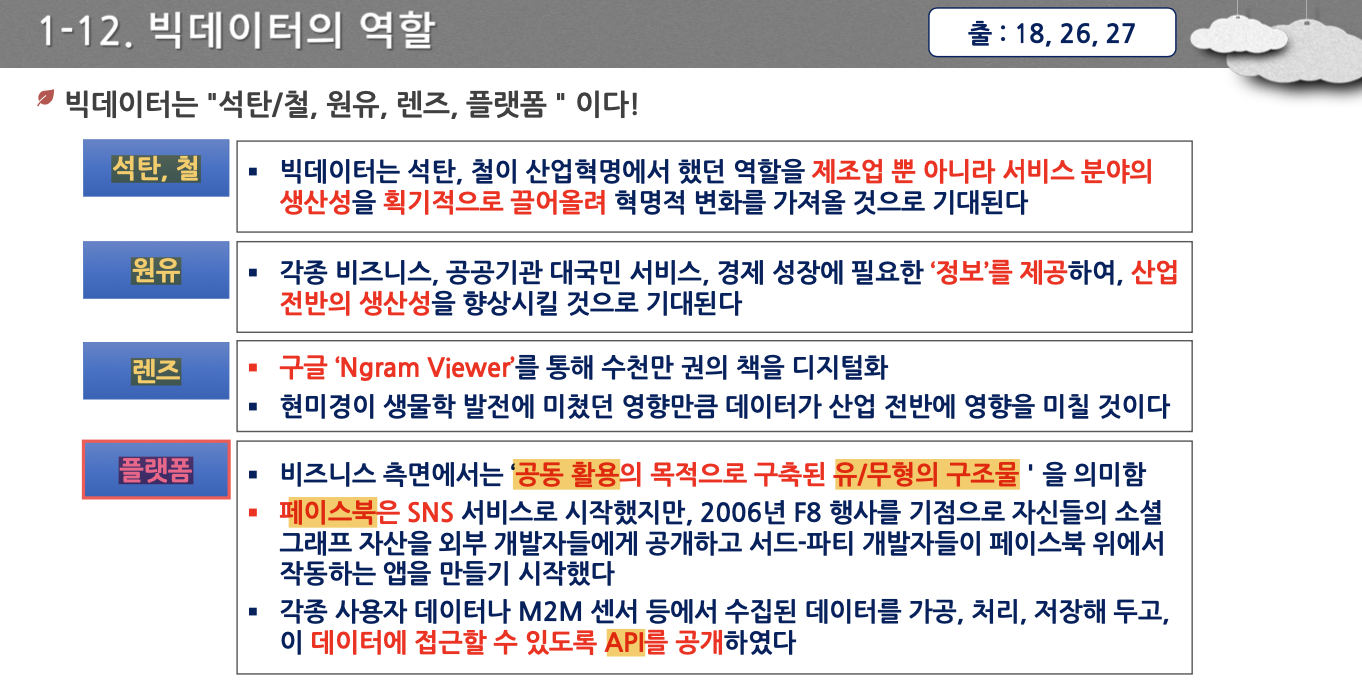 1-12. 빅데이터의 역할
출 : 18, 26, 27
빅데이터는 "석탄/철, 원유, 렌즈, 플랫폼 " 이다!
석탄, 철
▪ 빅데이터는 석탄, 철이 산업혁명에서 했던 역할을 제조업 뿐 아니라 서비스 분야의
생산성을 획기적으로 끌어올려 혁명적 변화를 가져올 것으로 기대된다
원유
▪ 각종 비즈니스, 공공기관 대국민 서비스, 경제 성장에 필요한 ‘정보’를 제공하여, 산업
전반의 생산성을 향상시킬 것으로 기대된다
렌즈
▪ 구글 ‘Ngram Viewer’를 통해 수천만 권의 책을 디지털화
▪ 현미경이 생물학 발전에 미쳤던 영향만큼 데이터가 산업 전반에 영향을 미칠 것이다
플랫폼
▪ 비즈니스 측면에서는 ‘공동 활용의 목적으로 구축된 유/무형의 구조물 ' 을 의미함
▪ 페이스북은 SNS 서비스로 시작했지만, 2006년 F8 행사를 기점으로 자신들의 소셜
그래프 자산을 외부 개발자들에게 공개하고 서드-파티 개발자들이 페이스북 위에서
작동하는 앱을 만들기 시작했다
▪ 각종 사용자 데이터나 M2M 센서 등에서 수집된 데이터를 가공, 처리, 저장해 두고,
이 데이터에 접근할 수 있도록 API를 공개하였다